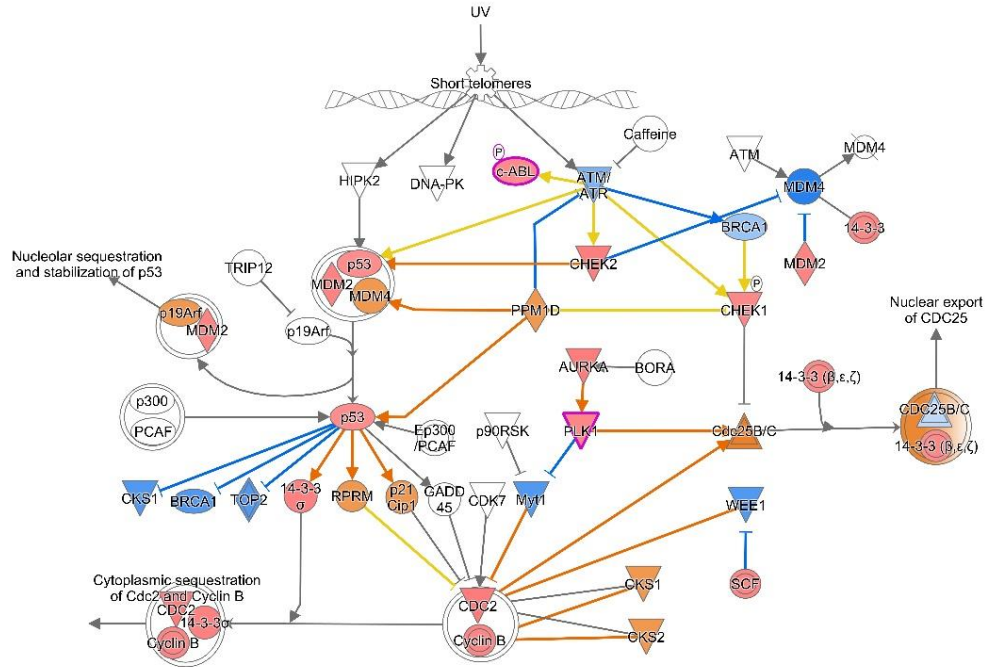 UV
Short telomeres
Caffeine
P
c-ABL
ATM/
ATR
HIPK2
DNA-PK
ATM
MDM4
MDM4
BRCA1
14-3-3
MDM2
Nucleolar sequestration
and stabilization of p53
TRIP12
p53
MDM2
MDM4
CHEK2
P
CHEK1
PPM1D
p19Arf
MDM2
p19Arf
Nuclear export
of CDC25
AURKA
BORA
14-3-3 (β,ε,ζ)
p300
PCAF
p53
Ep300
/PCAF
p90RSK
PLK1
Cdc25B/C
CDC25B/C
14-3-3 (β,ε,ζ)
CKS1
BRCA1
TOP2
14-3-3
σ
RPRM
p21
Cip1
GADD
45
CDK7
Myt1
WEE1
SCF
Cytoplasmic sequestration
of Cdc2 and Cyclin B
CDC2
14-3-3σ
Cyclin B
CDC2
Cyclin B
CKS1
CKS2